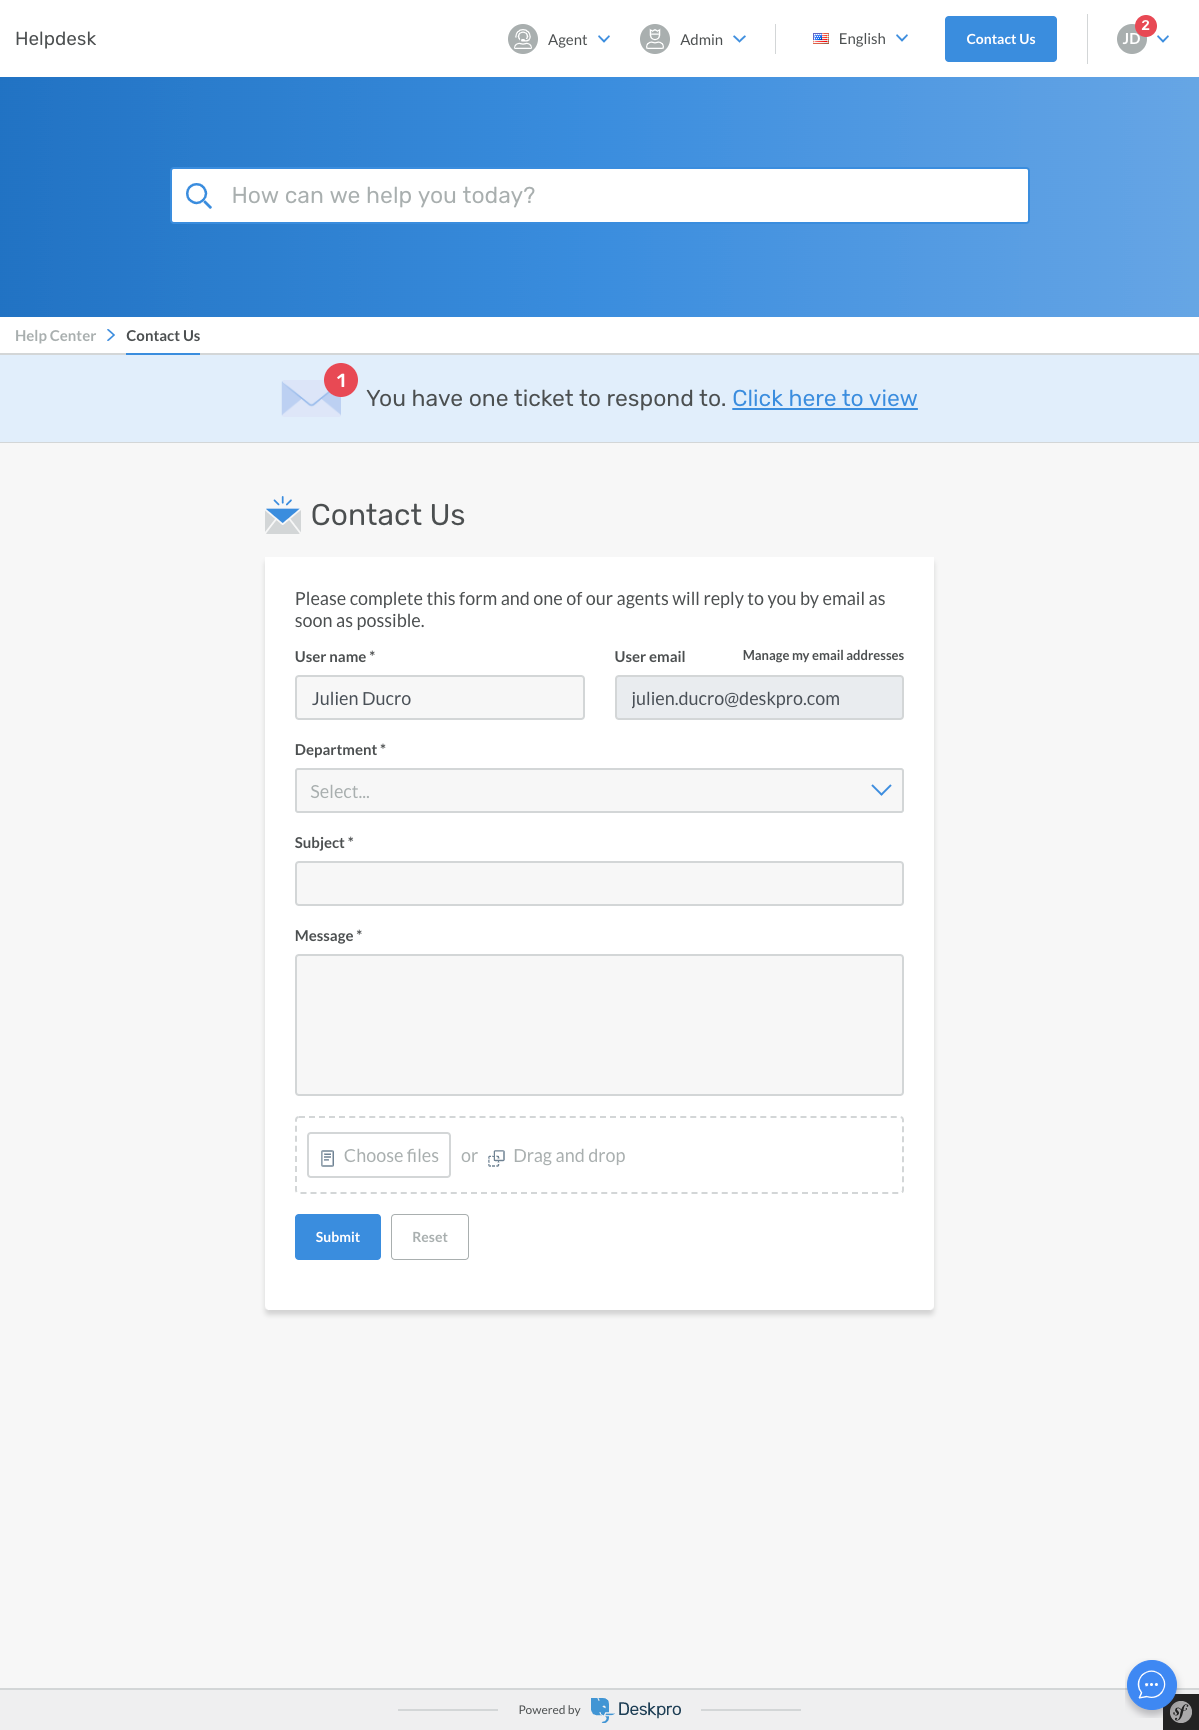 Helpdesk
Agent
Admin
English
Contact Us
JD
2
How can we help you today?
Help Center
Contact Us
1
You have one ticket to respond to. Click here to view
Contact Us
Please complete this form and one of our agents will reply to you by email as
soon as possible.
User name *
User email
Manage my email addresses
Julien Ducro
julien.ducro@deskpro.com
Department *
Select...
Subject *
Message *
Choose files or Drag and drop
Submit
Reset
Powered by Deskpro
sf